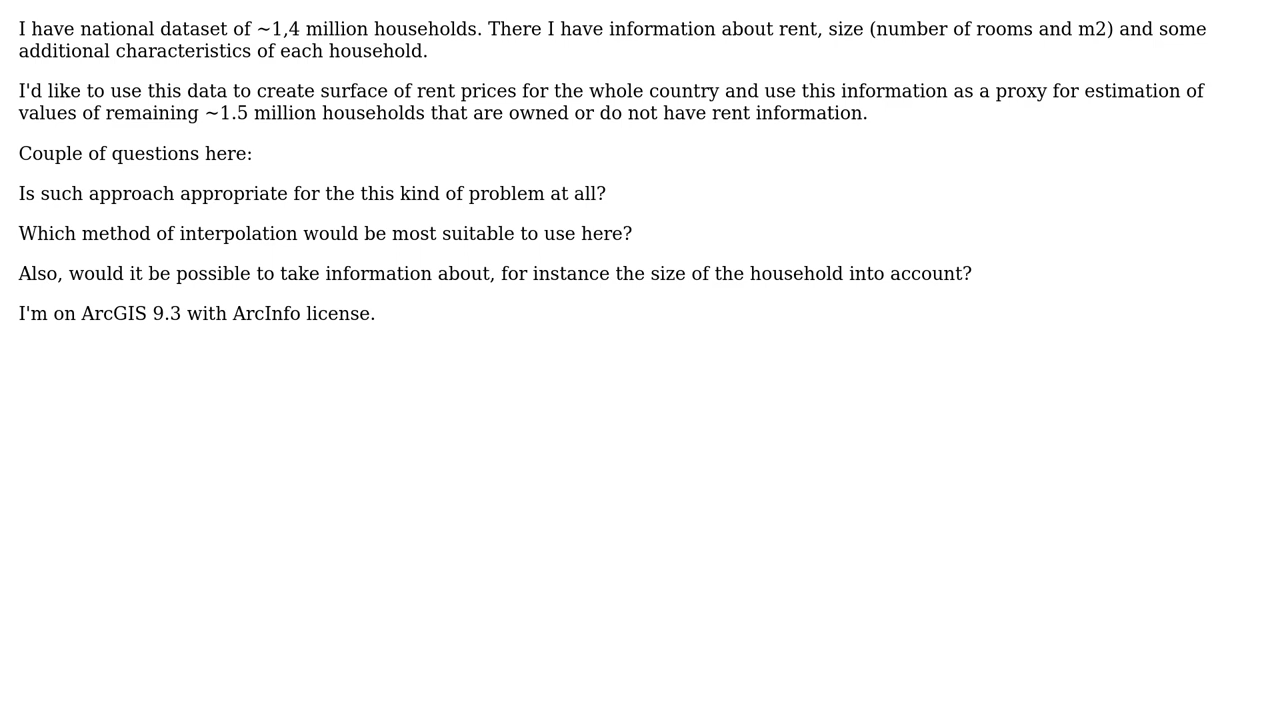 I have national dataset of ~1,4 million households. There I have information about rent, size (number of rooms and m2) and some
additional characteristics of each household.
I'd like to use this data to create surface of rent prices for the whole country and use this information as a proxy for estimation of
values of remaining ~1.5 million households that are owned or do not have rent information.
Couple of questions here:
Is such approach appropriate for the this kind of problem at all?
Which method of interpolation would be most suitable to use here?
Also, would it be possible to take information about, for instance the size of the household into account?
I'm on ArcGIS 9.3 with ArcInfo license.